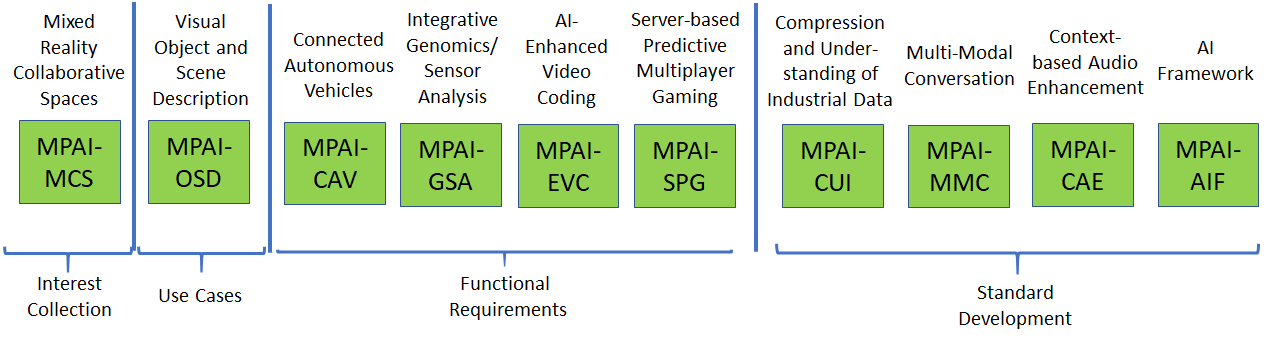 Mixed
Reality
Collaborative
Spaces
MPAI-
MCS
Interest
Collection
Visual
Object and
Scene
Description
MPAI-
OSD
Use Cases
Connected
Autonomous
Vehicles
MPAI-
CAV
Integrative
Genomics/
Sensor
Analysis
MPAI-
GSA
AI-
Enhanced
Video
Coding
MPAI-
EVC
Server-based
Predictive
Multiplayer
Gaming
MPAI-
SPG
Functional
Requirements
Compression
and Under-
standing of
Industrial Data
MPAI-
CUI
Multi-Modal
Conversation
MPAI-
MMC
Context-
based Audio
Enhancement
MPAI-
CAE
AI
Framework
MPAI-
AIF
Standard
Development